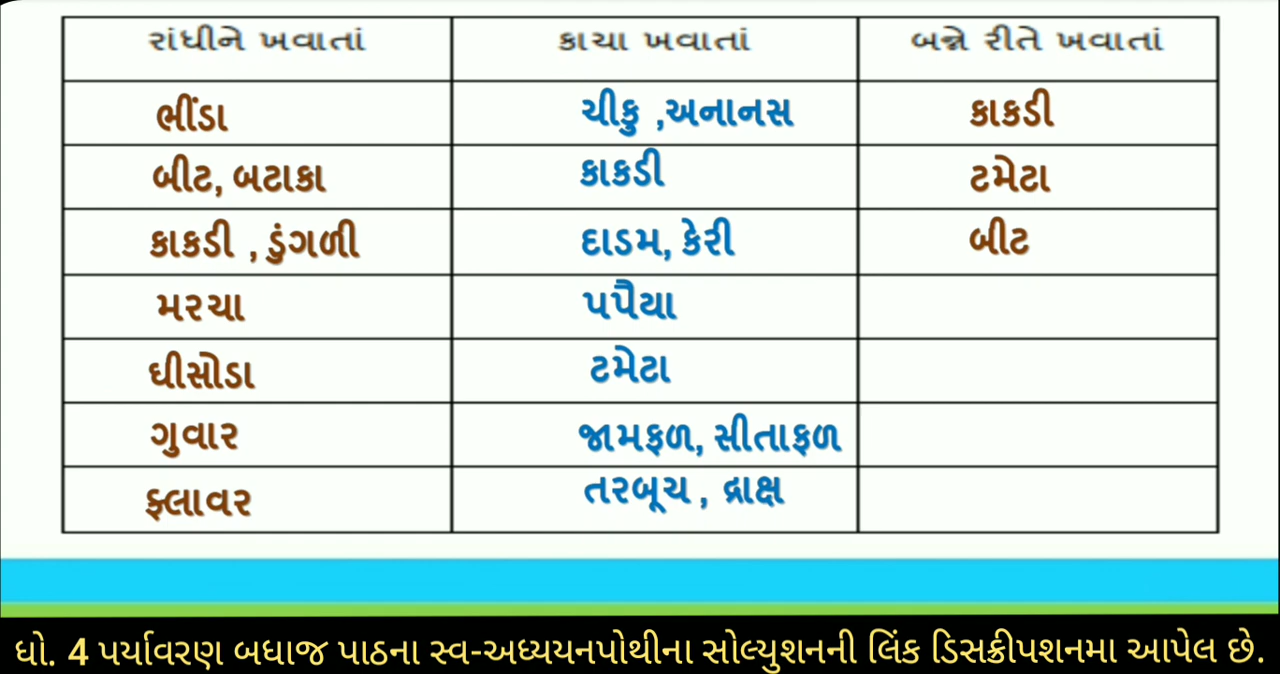 રાંધીને ખવાતાં કાચા ખવાતાં બન્ને રીતે ખવાતાં
ભીંડા ચીકુ ,અનાનસ કાકડી
બીટ, બટાકા કાકડી ટમેટા
કાકડી , ડુંગળી દાડમ, કેરી બીટ
મરચા પપૈયા
ઘીસોડા ટમેટા
ગુવાર જામફળ, સીતાફળ
ફ્લાવર તરબૂચ , દ્રાક્ષ
ધો. 4 પર્યાવરણ બધાજ પાઠના સ્વ-અધ્યયનપોથીના સોલ્યુશનની લિંક ડિસક્રીપશનમા આપેલ છે.